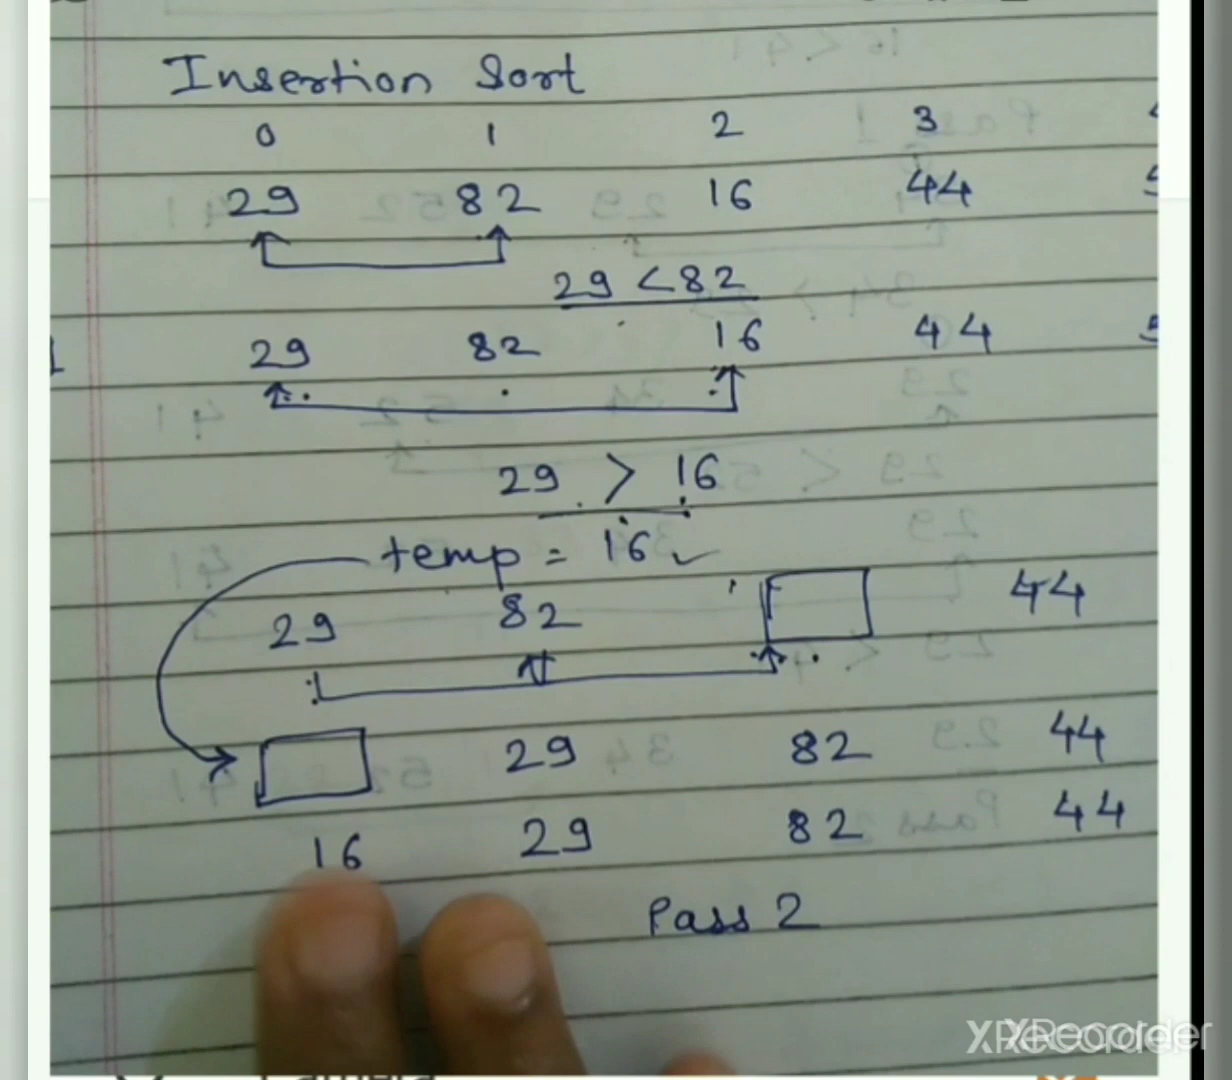 Insertion Sort
0 1 2 3
29 82 16 44
29 < 82
29 82 16 44
29 > 16
temp = 16
29 82 44
29 82 44
16 29 82 44
Pass 2
XRecorder